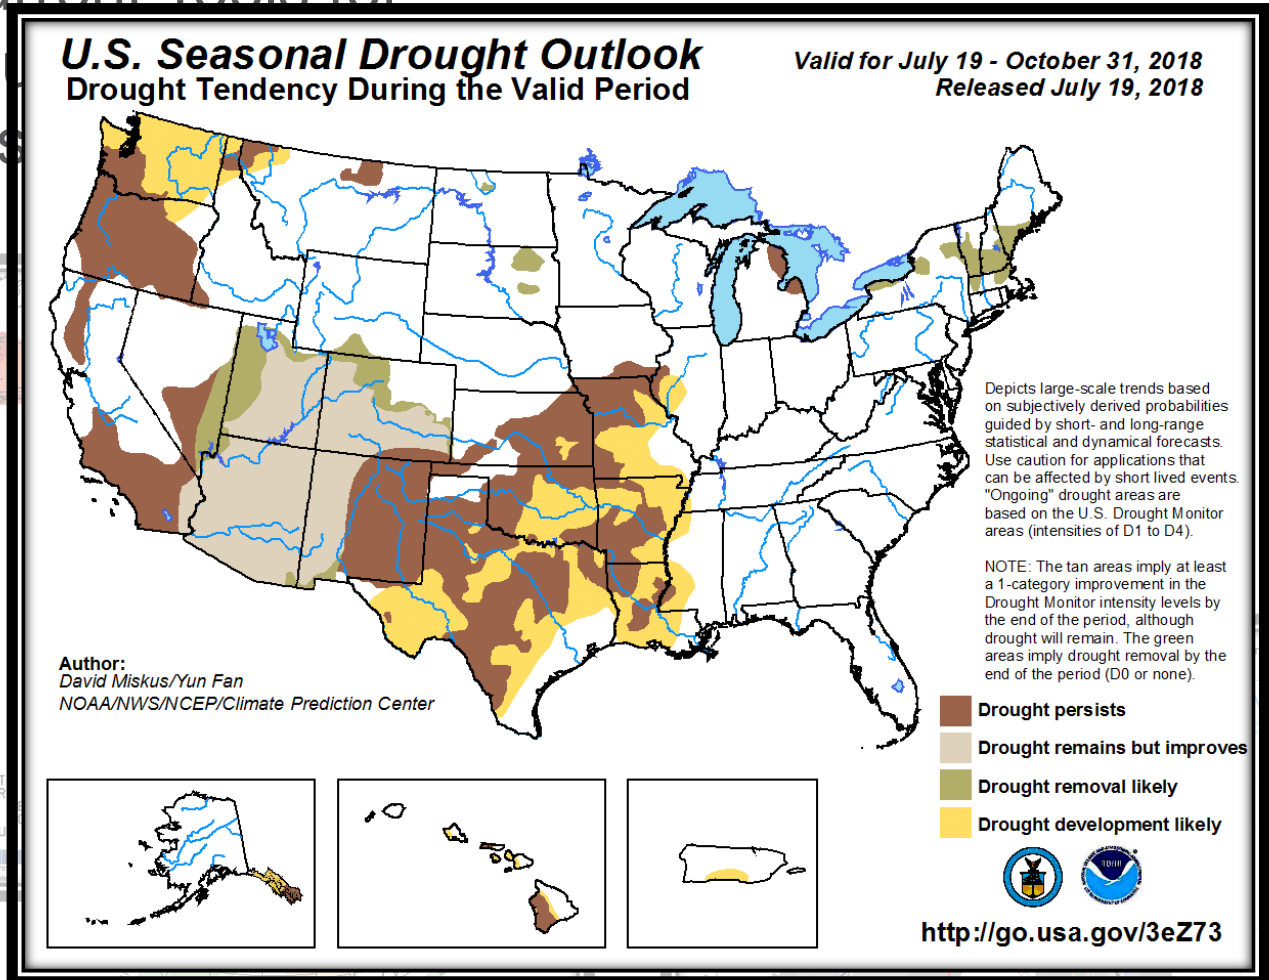 U.S. Seasonal Drought Outlook
Drought Tendency During the Valid Period
Valid for July 19 - October 31, 2018
Released July 19, 2018
Depicts large-scale trends based
on subjectively derived probabilities
guided by short- and long-range
statistical and dynamical forecasts.
Use caution for applications that
can be affected by short lived events.
"Ongoing" drought areas are
based on the U.S. Drought Monitor
areas (intensities of D1 to D4).
NOTE: The tan areas imply at least
a 1-category improvement in the
Drought Monitor intensity levels by
the end of the period, although
drought will remain. The green
areas imply drought removal by the
end of the period (D0 or none).
Author:
David Miskus/Yun Fan
NOAA/NWS/NCEP/Climate Prediction Center
Drought persists
Drought remains but improves
Drought removal likely
Drought development likely
http://go.usa.gov/3eZ73